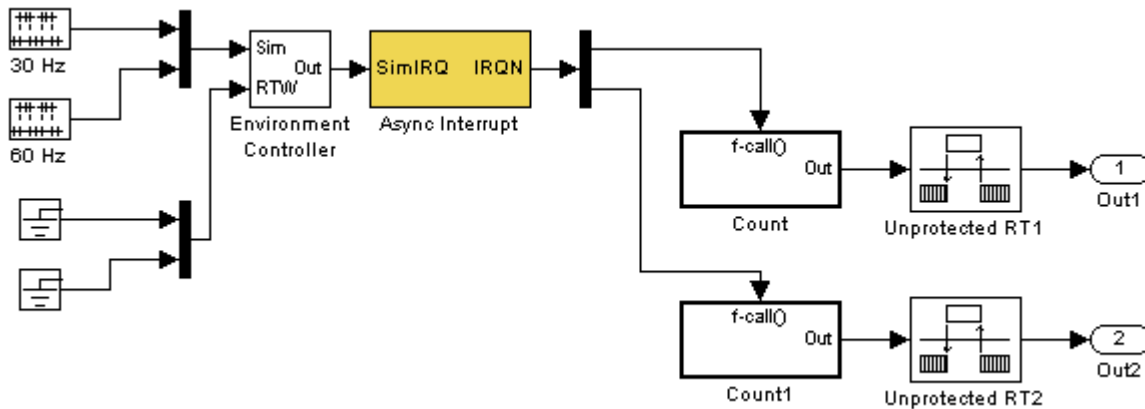 30 Hz
60 Hz
Sim
Out
RTW
Environment
Controller
SimIRQ IRQN
Async Interrupt
f-call()
Out
Count
Unprotected RT1
1
Out1
f-call()
Out
Count1
Unprotected RT2
2
Out2